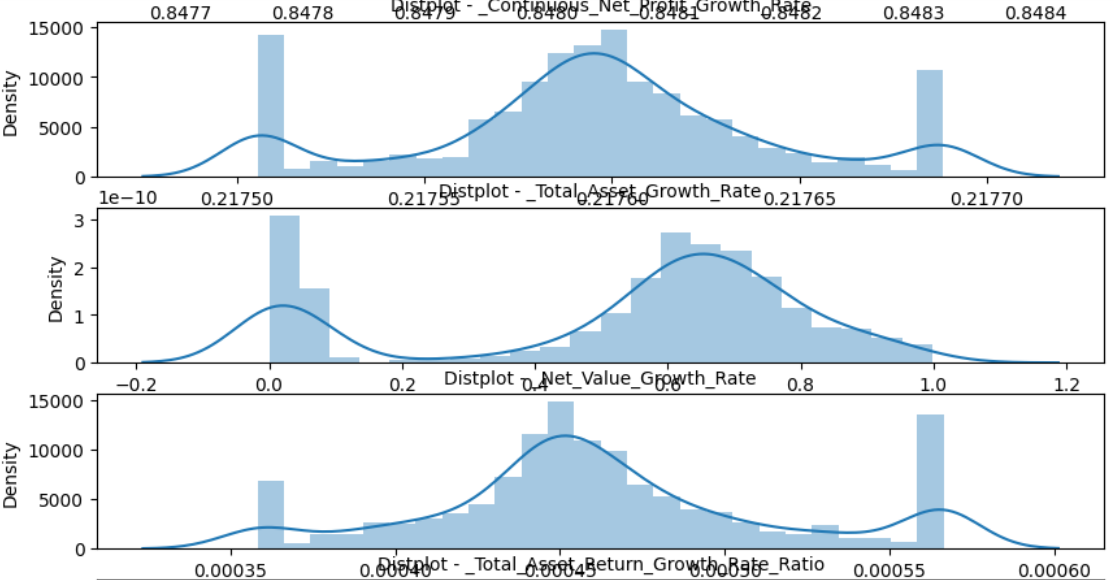 Distplot - _Continuous_Net_Profit_Growth_Rate
0.8477 0.8478 0.8479 0.8480 0.8481 0.8482 0.8483 0.8484
15000
10000
5000
0
Density
Distplot - _Total_Asset_Growth_Rate
1e−10 0.21750 0.21755 0.21760 0.21765 0.21770
3
2
1
0
Density
−0.2 0.0 0.2 0.4 0.6 0.8 1.0 1.2
Distplot - _Net_Value_Growth_Rate
15000
10000
5000
0
Density
Distplot - _Total_Asset_Return_Growth_Rate_Ratio
0.00035 0.00040 0.00045 0.00050 0.00055 0.00060